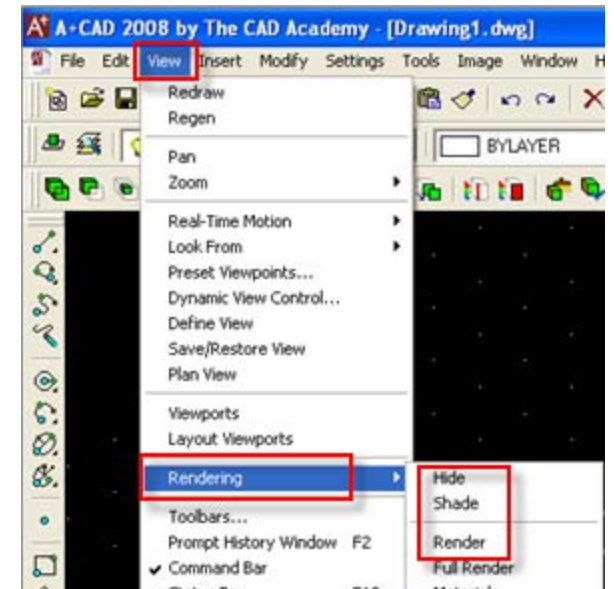 A+CAD 2008 by The CAD Academy - [Drawing1.dwg]
File Edit View Insert Modify Settings Tools Image Window H
Redraw
Regen
BYLAYER
Pan
Zoom
Real-Time Motion
Look From
Preset Viewpoints...
Dynamic View Control...
Define View
Save/Restore View
Plan View
Viewports
Layout Viewports
Rendering
Hide
Shade
Toolbars...
Prompt History Window F2
Render
Command Bar
Full Render